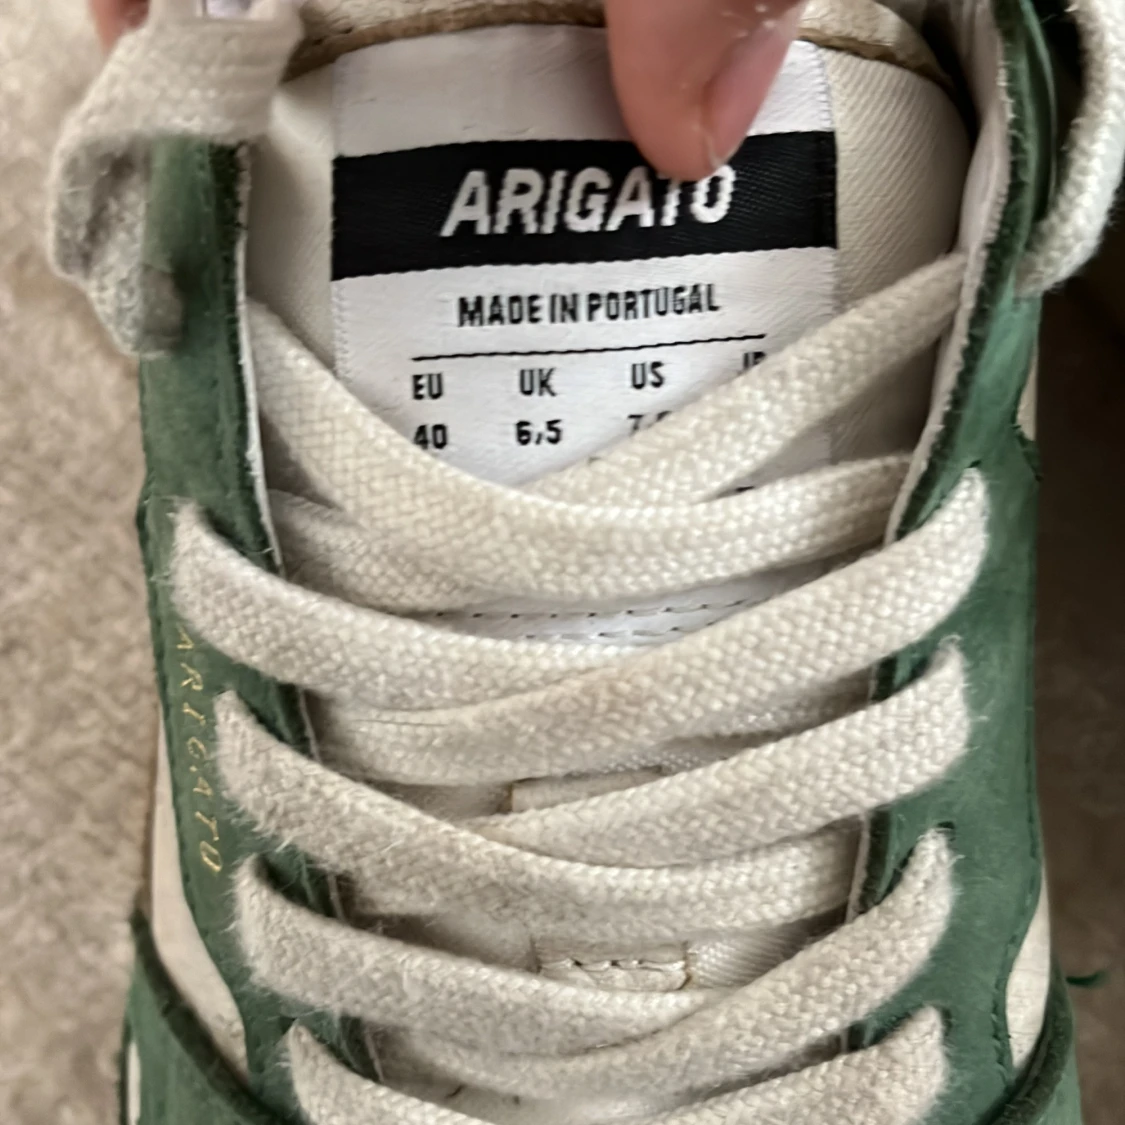 ARIGATO
MADE IN PORTUGAL
EU UK US
40 6,5
ARIGATO